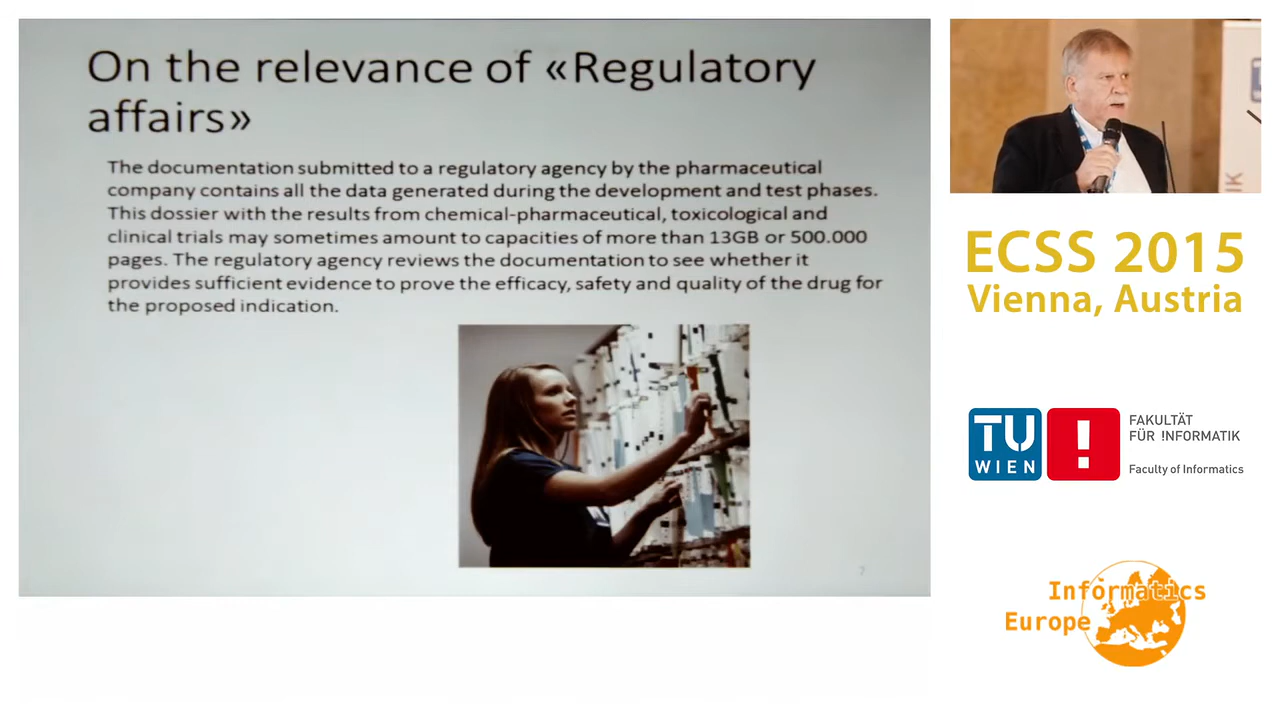 On the relevance of «Regulatory
affairs»
The documentation submitted to a regulatory agency by the pharmaceutical
company contains all the data generated during the development and test phases.
This dossier with the results from chemical-pharmaceutical, toxicological and
clinical trials may sometimes amount to capacities of more than 13GB or 500.000
pages. The regulatory agency reviews the documentation to see whether it
provides sufficient evidence to prove the efficacy, safety and quality of the drug for
the proposed indication.
7
IK
ECSS 2015
Vienna, Austria
TU
WIEN
!
FAKULTÄT
FÜR !NFORMATIK
Faculty of Informatics
Informatics
Europe